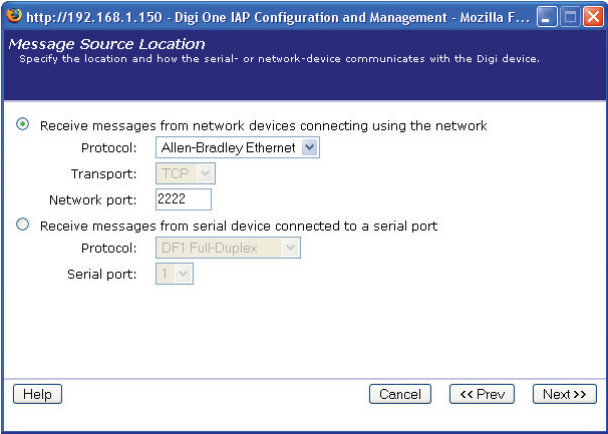 http://192.168.1.150 - Digi One IAP Configuration and Management - Mozilla F...
Message Source Location
Specify the location and how the serial- or network-device communicates with the Digi device.
Receive messages from network devices connecting using the network
Protocol: Allen-Bradley Ethernet
Transport: TCP
Network port: 2222
Receive messages from serial device connected to a serial port
Protocol: DF1 Full-Duplex
Serial port: 1
Help Cancel << Prev Next >>